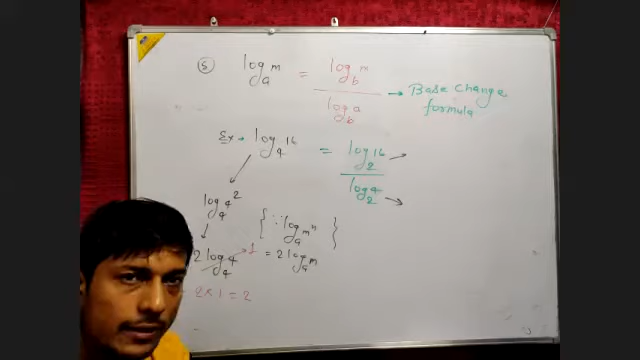 5 log_a m = log_b m / log_b a → Base Change formula
Ex → log_4 16 = log_2 16 / log_2 4
log_4 4^2
{ ∵ log_a m^n = 2 log_a m }
2 log_4 4 → 1
2 × 1 = 2